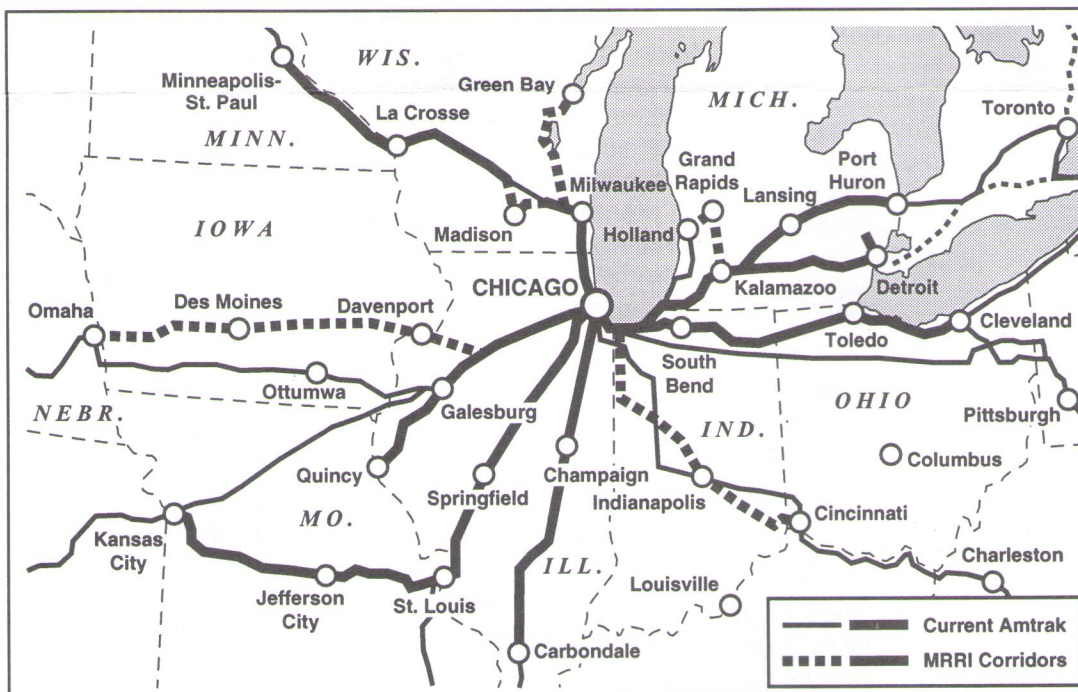 WIS.
Minneapolis-
St. Paul
MINN.
La Crosse
Green Bay
MICH.
Toronto
Grand
Rapids
Port
Huron
Milwaukee
Lansing
Madison
Holland
IOWA
CHICAGO
Kalamazoo
Detroit
Omaha
Des Moines
Davenport
Toledo
Cleveland
South
Bend
Ottumwa
Galesburg
NEBR.
OHIO
Pittsburgh
IND.
Columbus
Quincy
Springfield
Champaign
Indianapolis
Cincinnati
MO.
Kansas
City
Jefferson
City
St. Louis
ILL.
Louisville
Charleston
Carbondale
Current Amtrak
MRRI Corridors